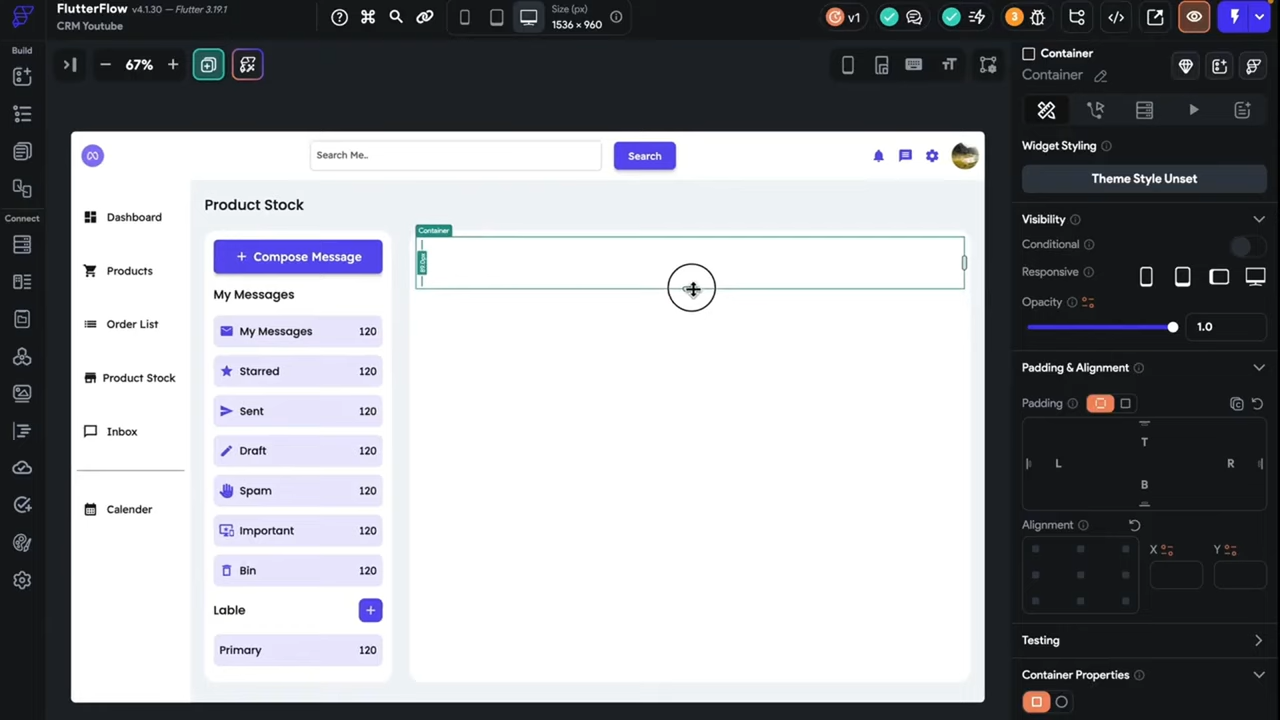 FlutterFlow v4.1.30 Flutter 3.19.1
CRM Youtube
Size (px)
1536 × 960
v1
3
Build
Connect
67%
Search Me..
Search
Dashboard
Products
Order List
Product Stock
Inbox
Calender
Product Stock
Compose Message
My Messages
My Messages 120
Starred 120
Sent 120
Draft 120
Spam 120
Important 120
Bin 120
Lable
Primary 120
Container
Container
Container
Widget Styling
Theme Style Unset
Visibility
Conditional
Responsive
Opacity
1.0
Padding & Alignment
Padding
T
L R
B
Alignment
X Y
Testing
Container Properties